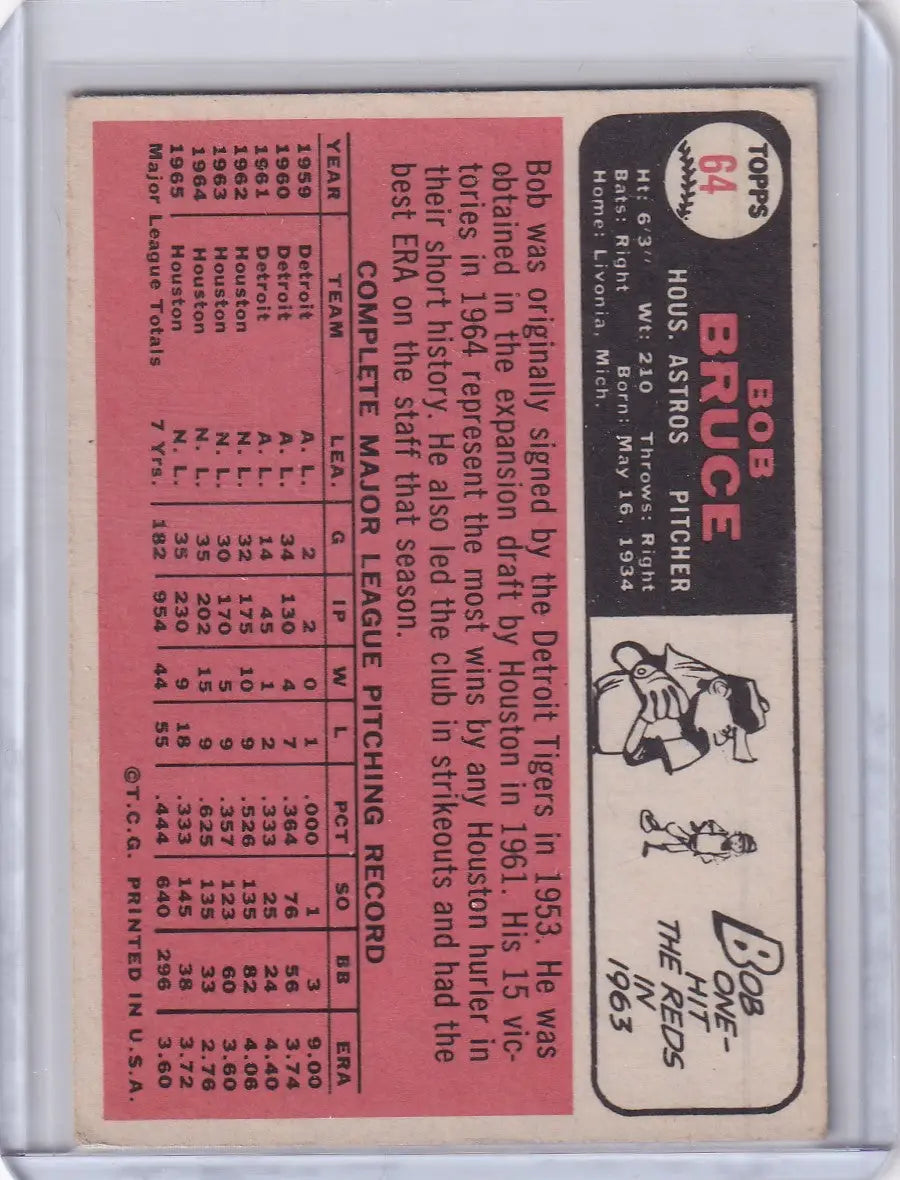 TOPPS
64
BOB
BRUCE
HOUS. ASTROS PITCHER
Ht: 6'3" Wt: 210 Throws: Right
Bats: Right Born: May 16, 1934
Home: Livonia, Mich.
BOB
ONE-
HIT
THE REDS
IN
1963
Bob was originally signed by the Detroit Tigers in 1953. He was
obtained in the expansion draft by Houston in 1961. His 15 vic-
tories in 1964 represent the most wins by any Houston hurler in
their short history. He also led the club in strikeouts and had the
best ERA on the staff that season.
COMPLETE MAJOR LEAGUE PITCHING RECORD
YEAR TEAM LEA. G IP W L PCT SO BB ERA
1959 Detroit A. L. 2 2 0 1 .000 1 3 9.00
1960 Detroit A. L. 34 130 4 7 .364 76 56 3.74
1961 Detroit A. L. 14 45 1 2 .333 25 24 4.40
1962 Houston N. L. 32 175 10 9 .526 135 82 4.06
1963 Houston N. L. 30 170 5 9 .357 123 60 3.60
1964 Houston N. L. 35 202 15 9 .625 135 33 2.76
1965 Houston N. L. 35 230 9 18 .333 145 38 3.72
Major League Totals 7 Yrs. 182 954 44 55 .444 640 296 3.60
©T.C.G. PRINTED IN U.S.A.